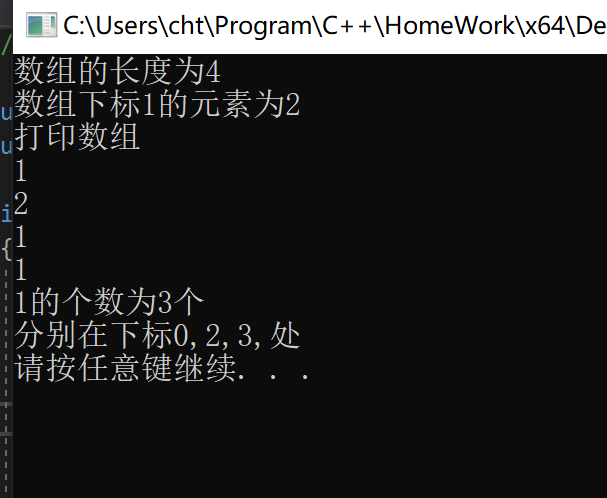 C:\Users\cht\Program\C++\HomeWork\x64\De
数组的长度为4
数组下标1的元素为2
打印数组
1
2
1
1
1的个数为3个
分别在下标0,2,3,处
请按任意键继续. . .